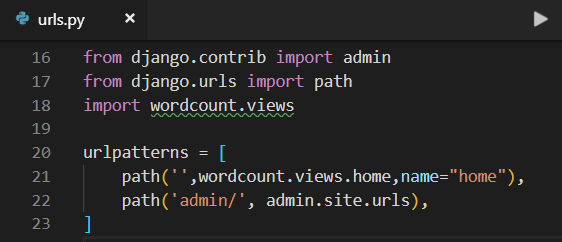 urls.py
16 from django.contrib import admin
17 from django.urls import path
18 import wordcount.views
19
20 urlpatterns = [
21     path('',wordcount.views.home,name="home"),
22     path('admin/', admin.site.urls),
23 ]